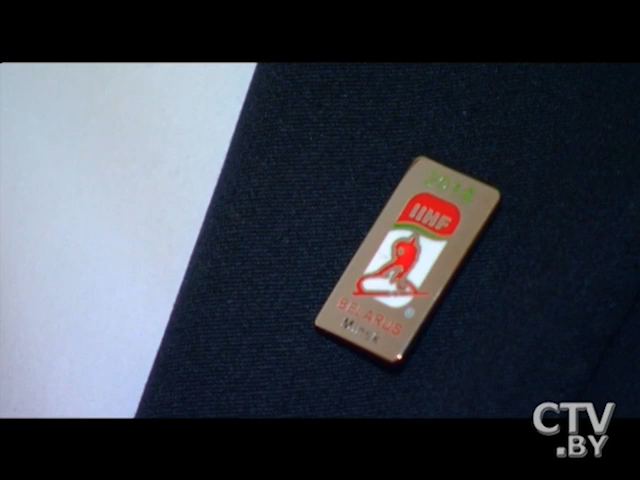 2014
IIHF
®
BELARUS
Minsk
CTV
.BY